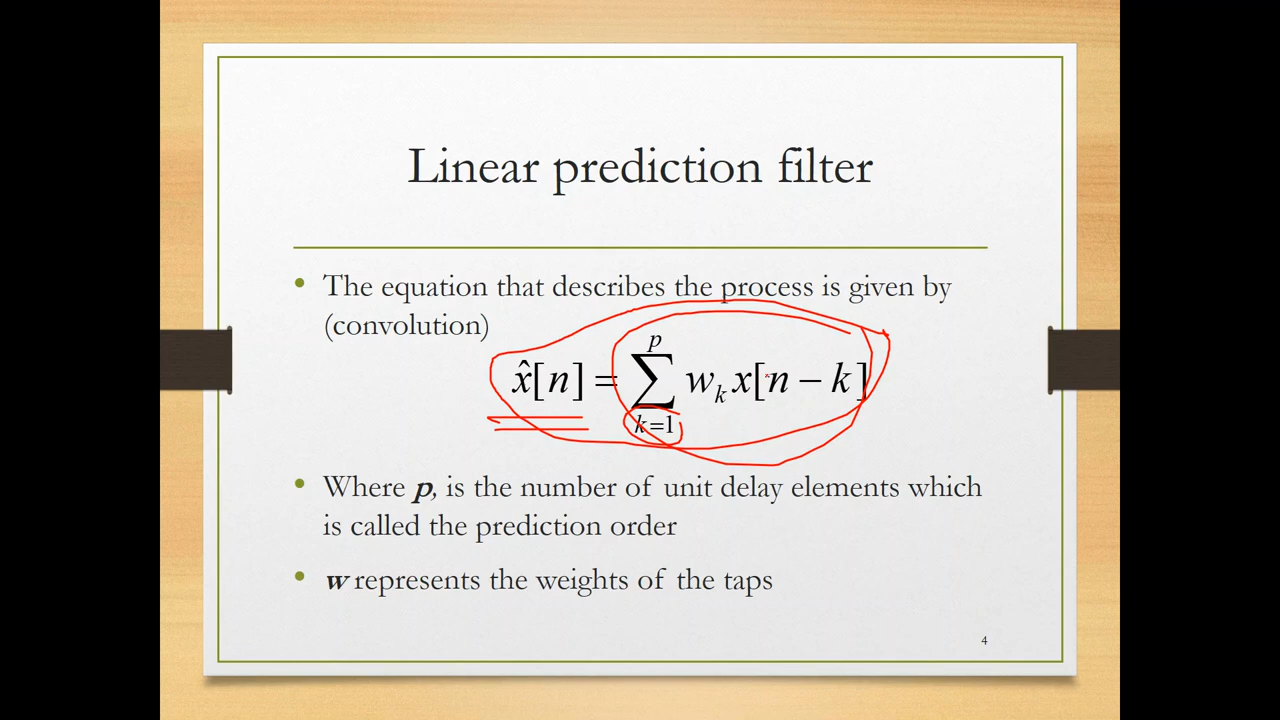 Linear prediction filter
• The equation that describes the process is given by
(convolution)
x̂[n] = ∑_{k=1}^{p} w_k x[n − k]
• Where p, is the number of unit delay elements which
is called the prediction order
• w represents the weights of the taps
4